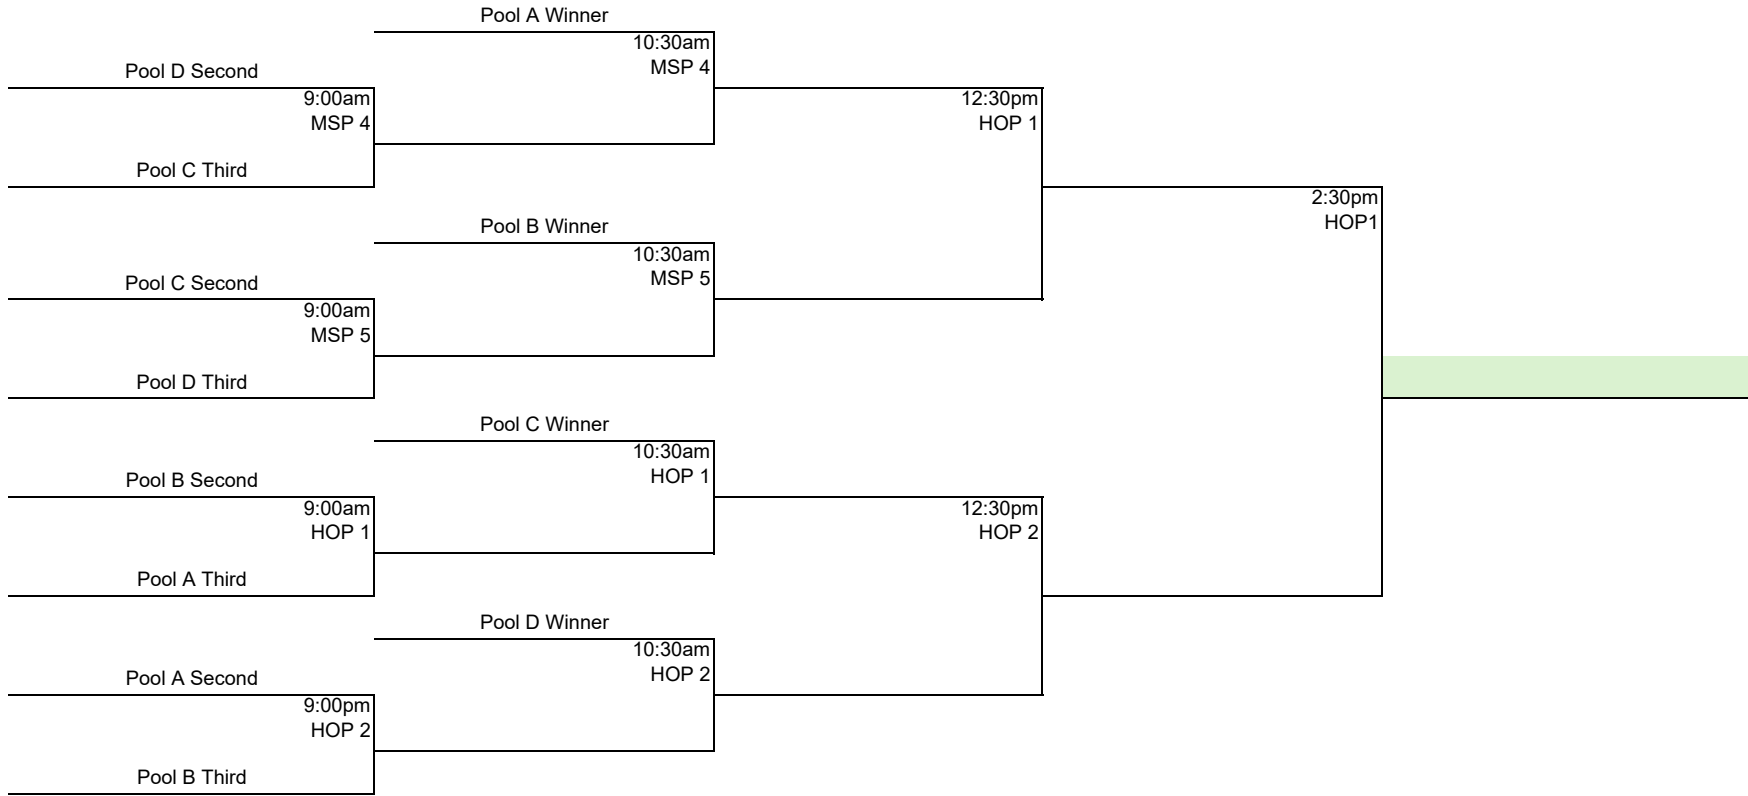 Pool A Winner
10:30am
MSP 4
Pool D Second
9:00am
MSP 4
12:30pm
HOP 1
Pool C Third
2:30pm
HOP1
Pool B Winner
10:30am
MSP 5
Pool C Second
9:00am
MSP 5
Pool D Third
Pool C Winner
10:30am
HOP 1
Pool B Second
9:00am
HOP 1
12:30pm
HOP 2
Pool A Third
Pool D Winner
10:30am
HOP 2
Pool A Second
9:00pm
HOP 2
Pool B Third